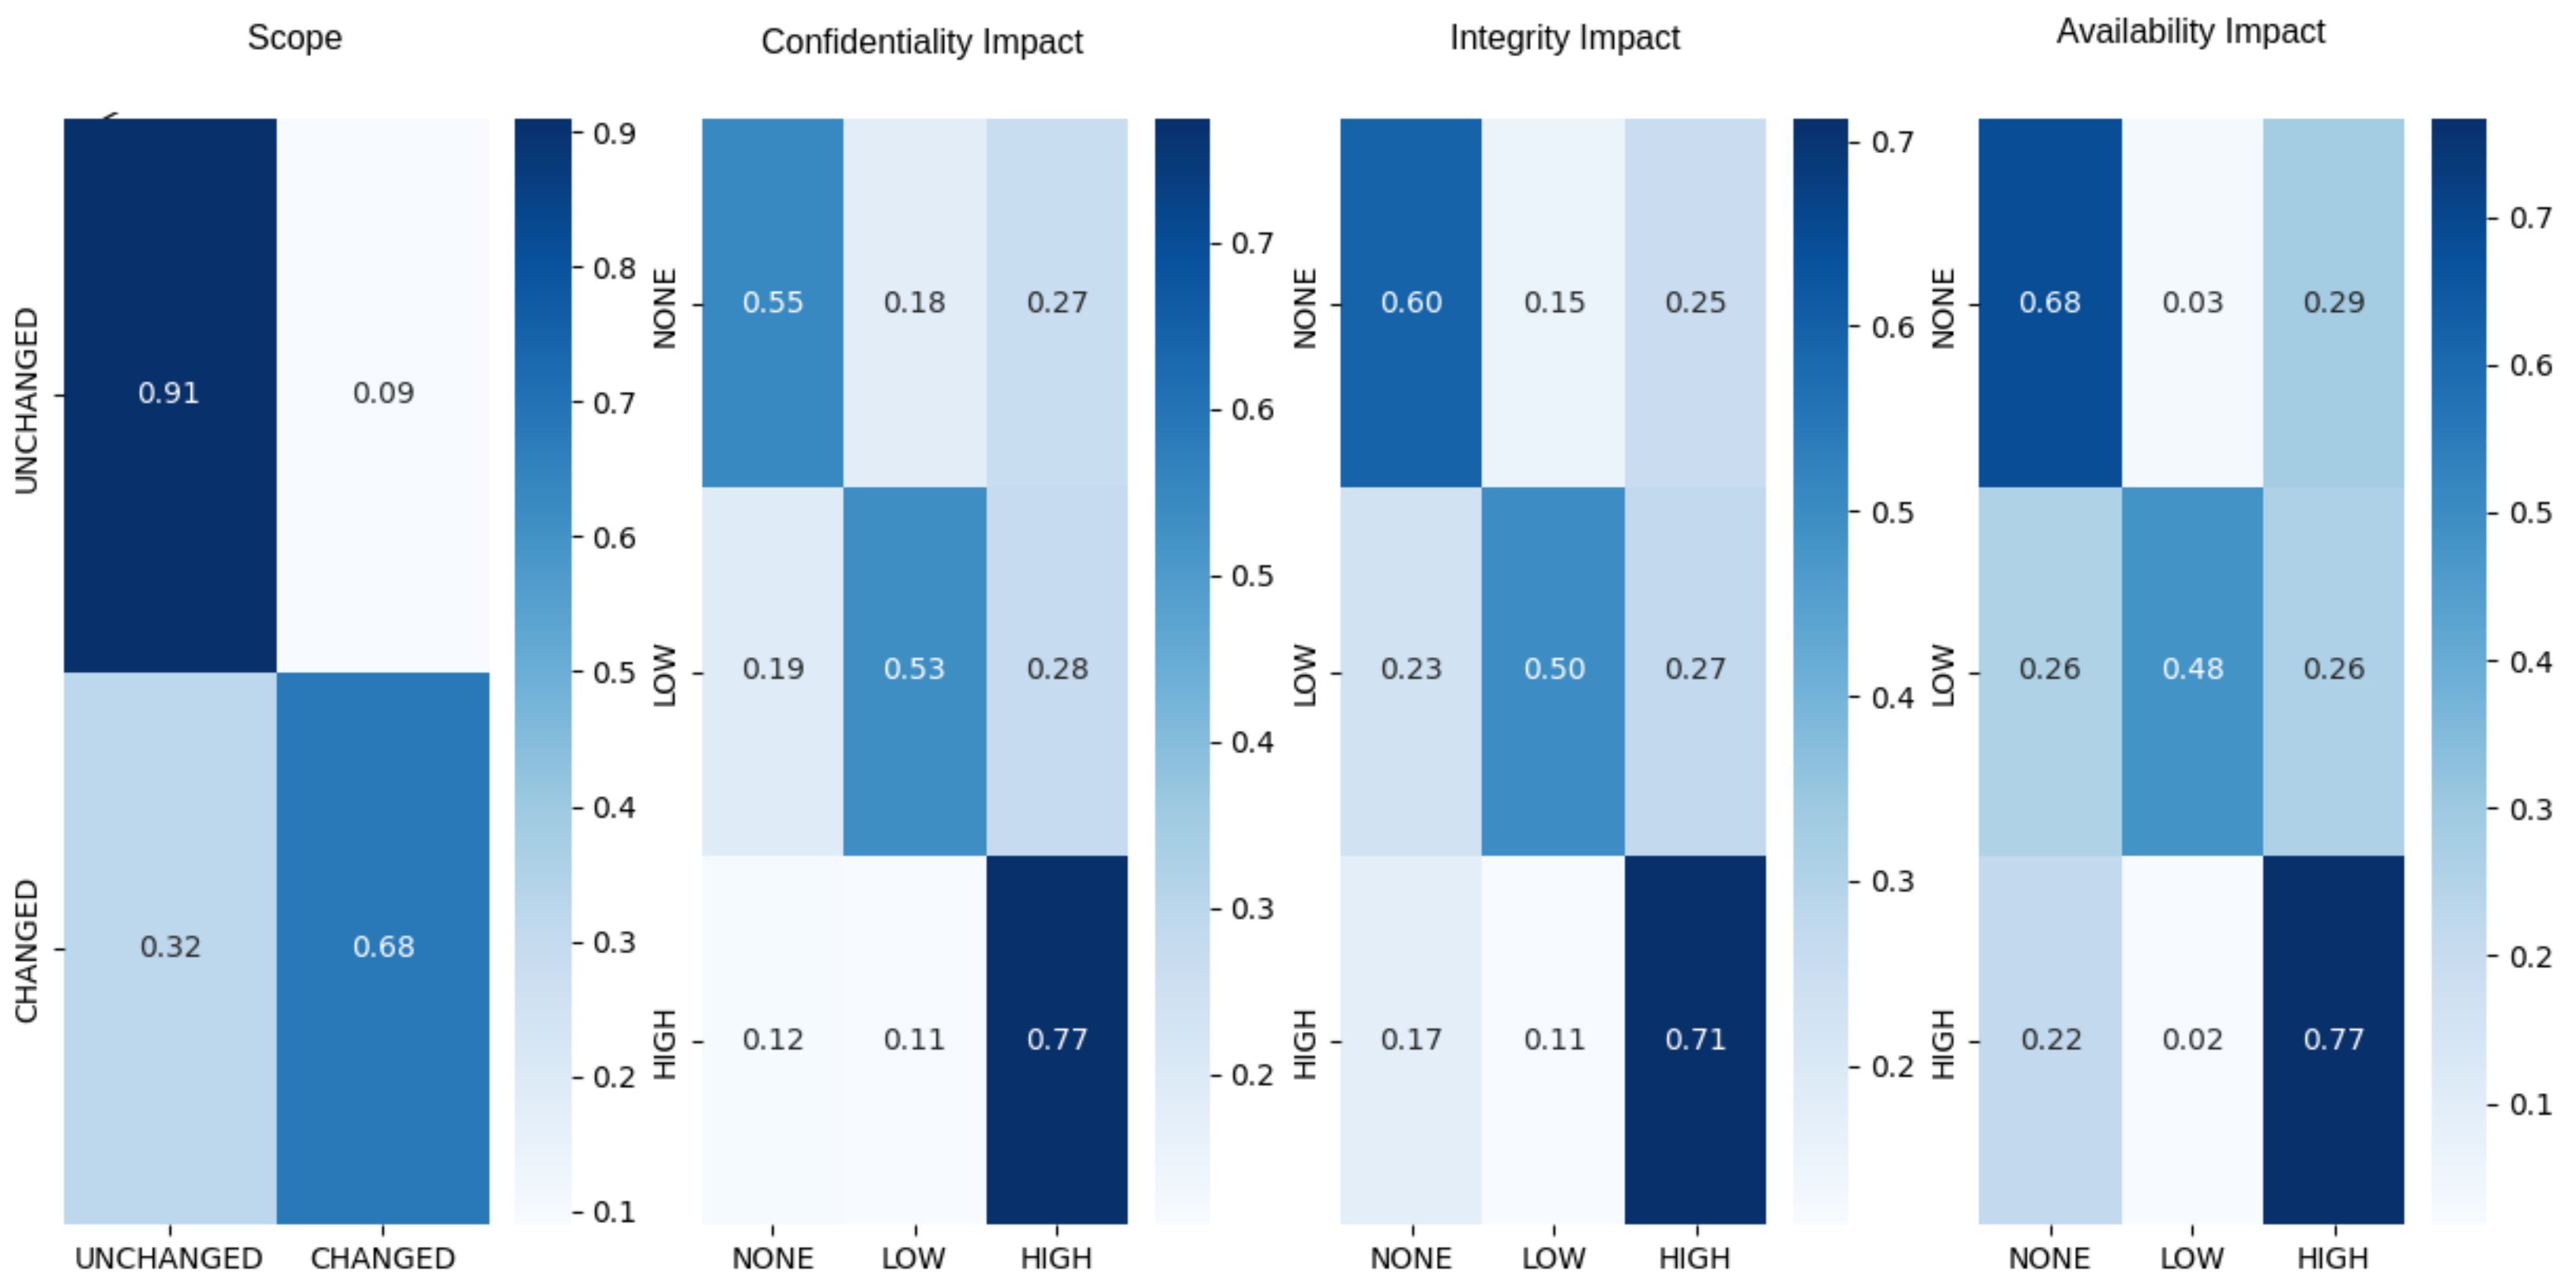 Scope
Confidentiality Impact
Integrity Impact
Availability Impact
UNCHANGED
CHANGED
0.91 0.09
0.32 0.68
UNCHANGED CHANGED
0.9
0.8
0.7
0.6
0.5
0.4
0.3
0.2
0.1
NONE
LOW
HIGH
0.55 0.18 0.27
0.19 0.53 0.28
0.12 0.11 0.77
NONE LOW HIGH
0.7
0.6
0.5
0.4
0.3
0.2
NONE
LOW
HIGH
0.60 0.15 0.25
0.23 0.50 0.27
0.17 0.11 0.71
NONE LOW HIGH
0.7
0.6
0.5
0.4
0.3
0.2
NONE
LOW
HIGH
0.68 0.03 0.29
0.26 0.48 0.26
0.22 0.02 0.77
NONE LOW HIGH
0.7
0.6
0.5
0.4
0.3
0.2
0.1